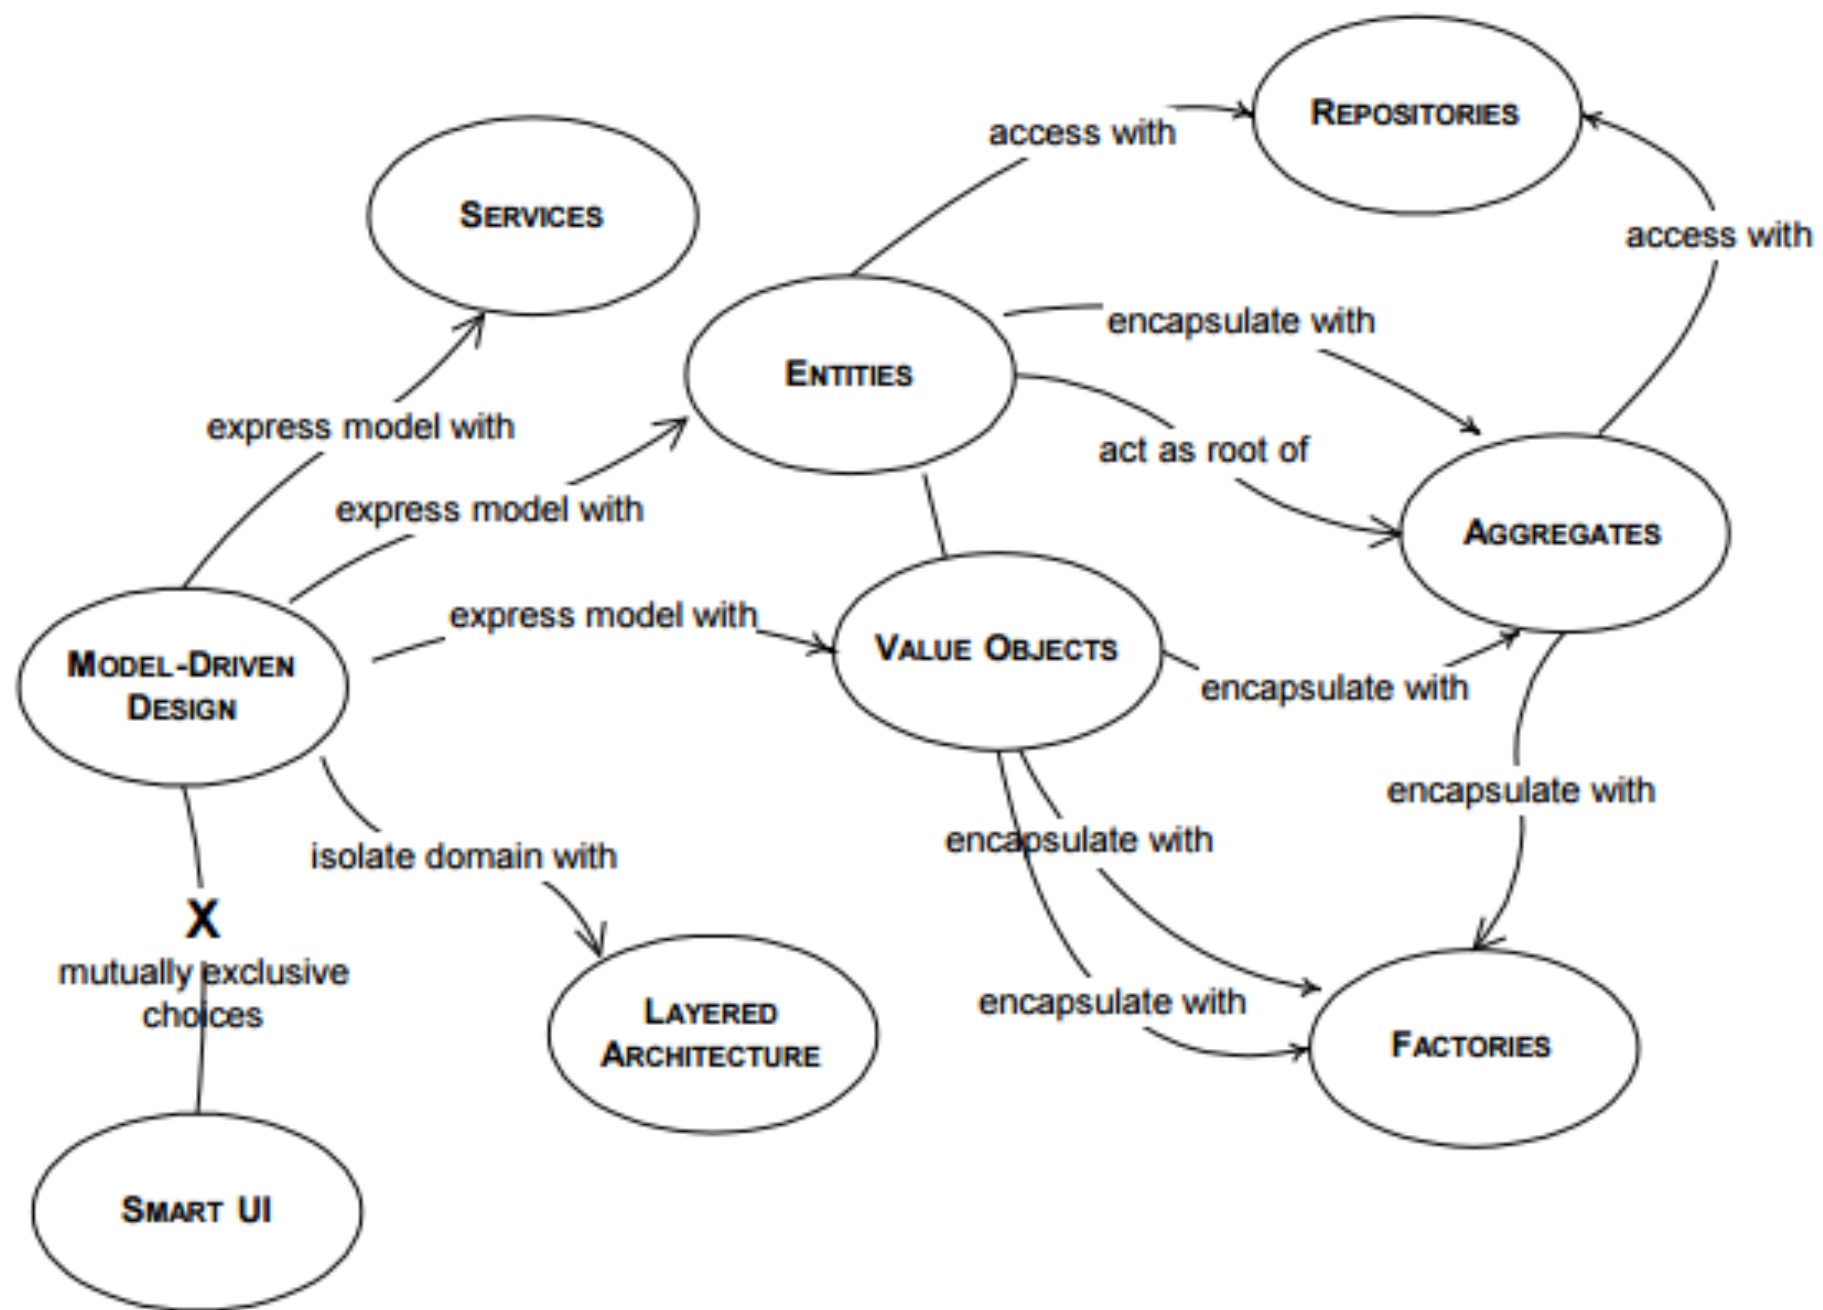 REPOSITORIES
access with
SERVICES
access with
encapsulate with
ENTITIES
express model with
act as root of
express model with
AGGREGATES
express model with
VALUE OBJECTS
MODEL-DRIVEN
DESIGN
encapsulate with
encapsulate with
encapsulate with
isolate domain with
X
mutually exclusive
choices
encapsulate with
LAYERED
ARCHITECTURE
FACTORIES
SMART UI